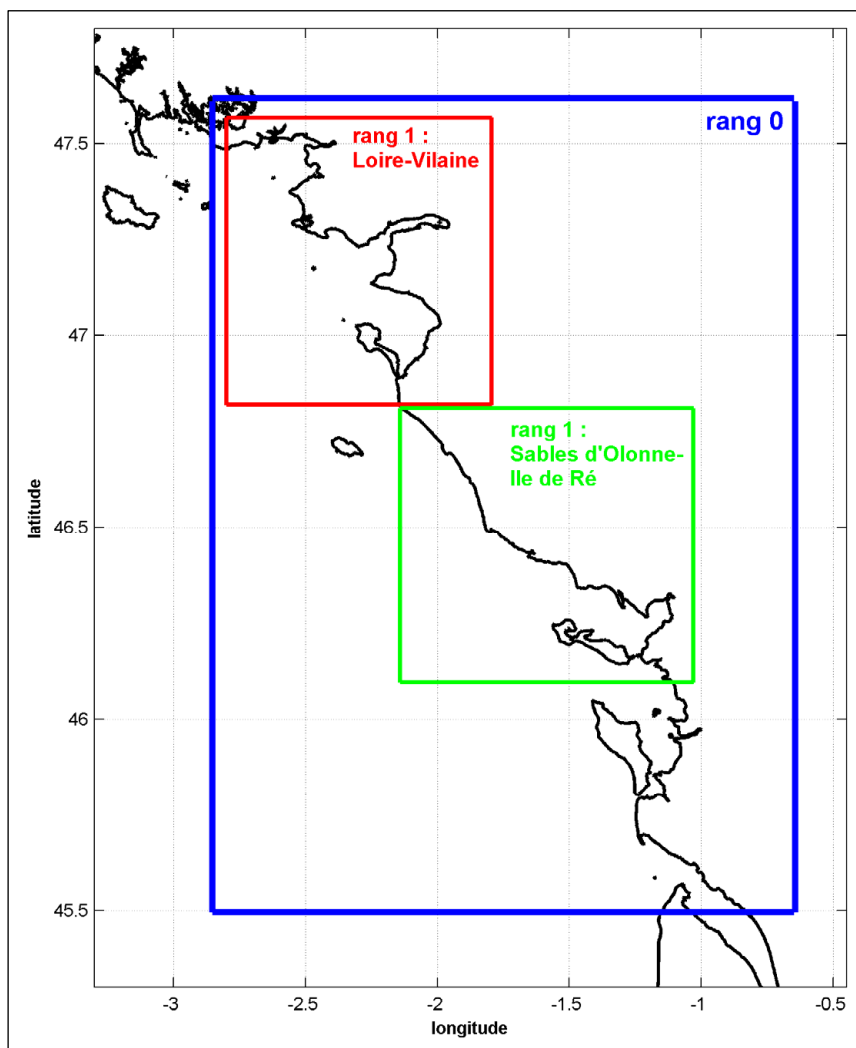 rang 0
rang 1 :
Loire-Vilaine
rang 1 :
Sables d'Olonne-
Ile de Ré
47.5
47
46.5
46
45.5
latitude
-3
-2.5
-2
-1.5
-1
-0.5
longitude